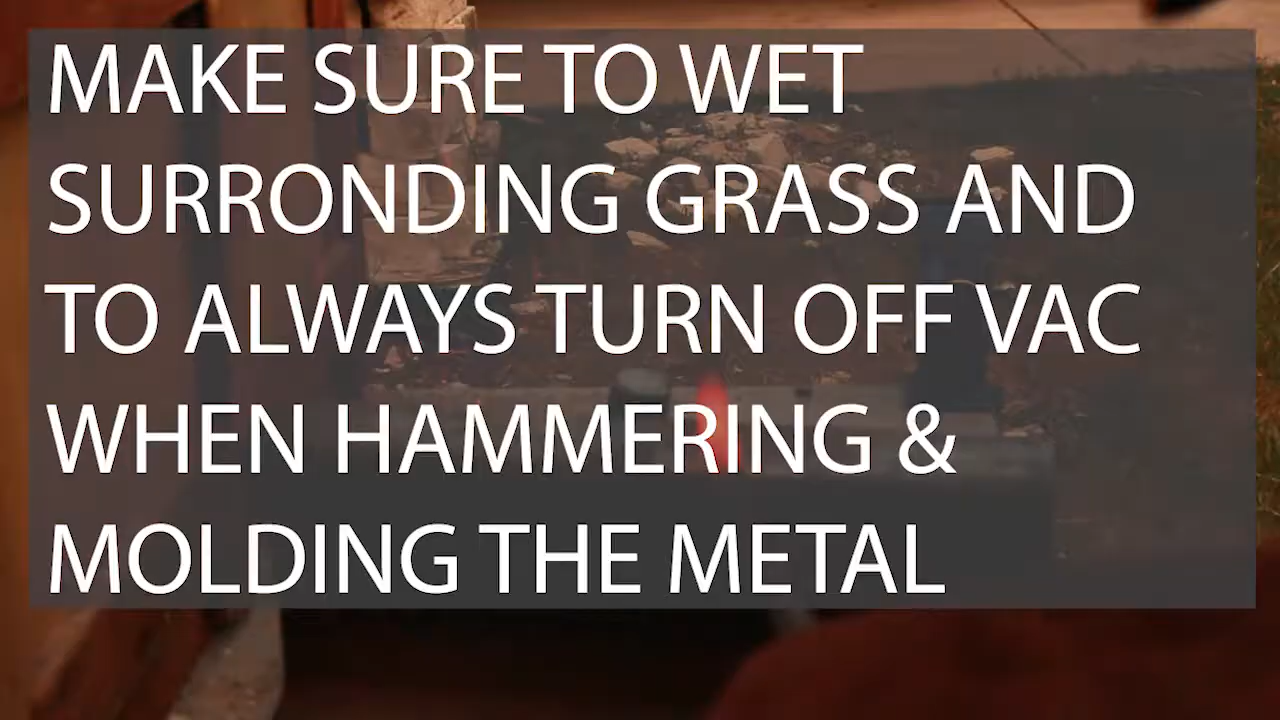 MAKE SURE TO WET
SURRONDING GRASS AND
TO ALWAYS TURN OFF VAC
WHEN HAMMERING &
MOLDING THE METAL